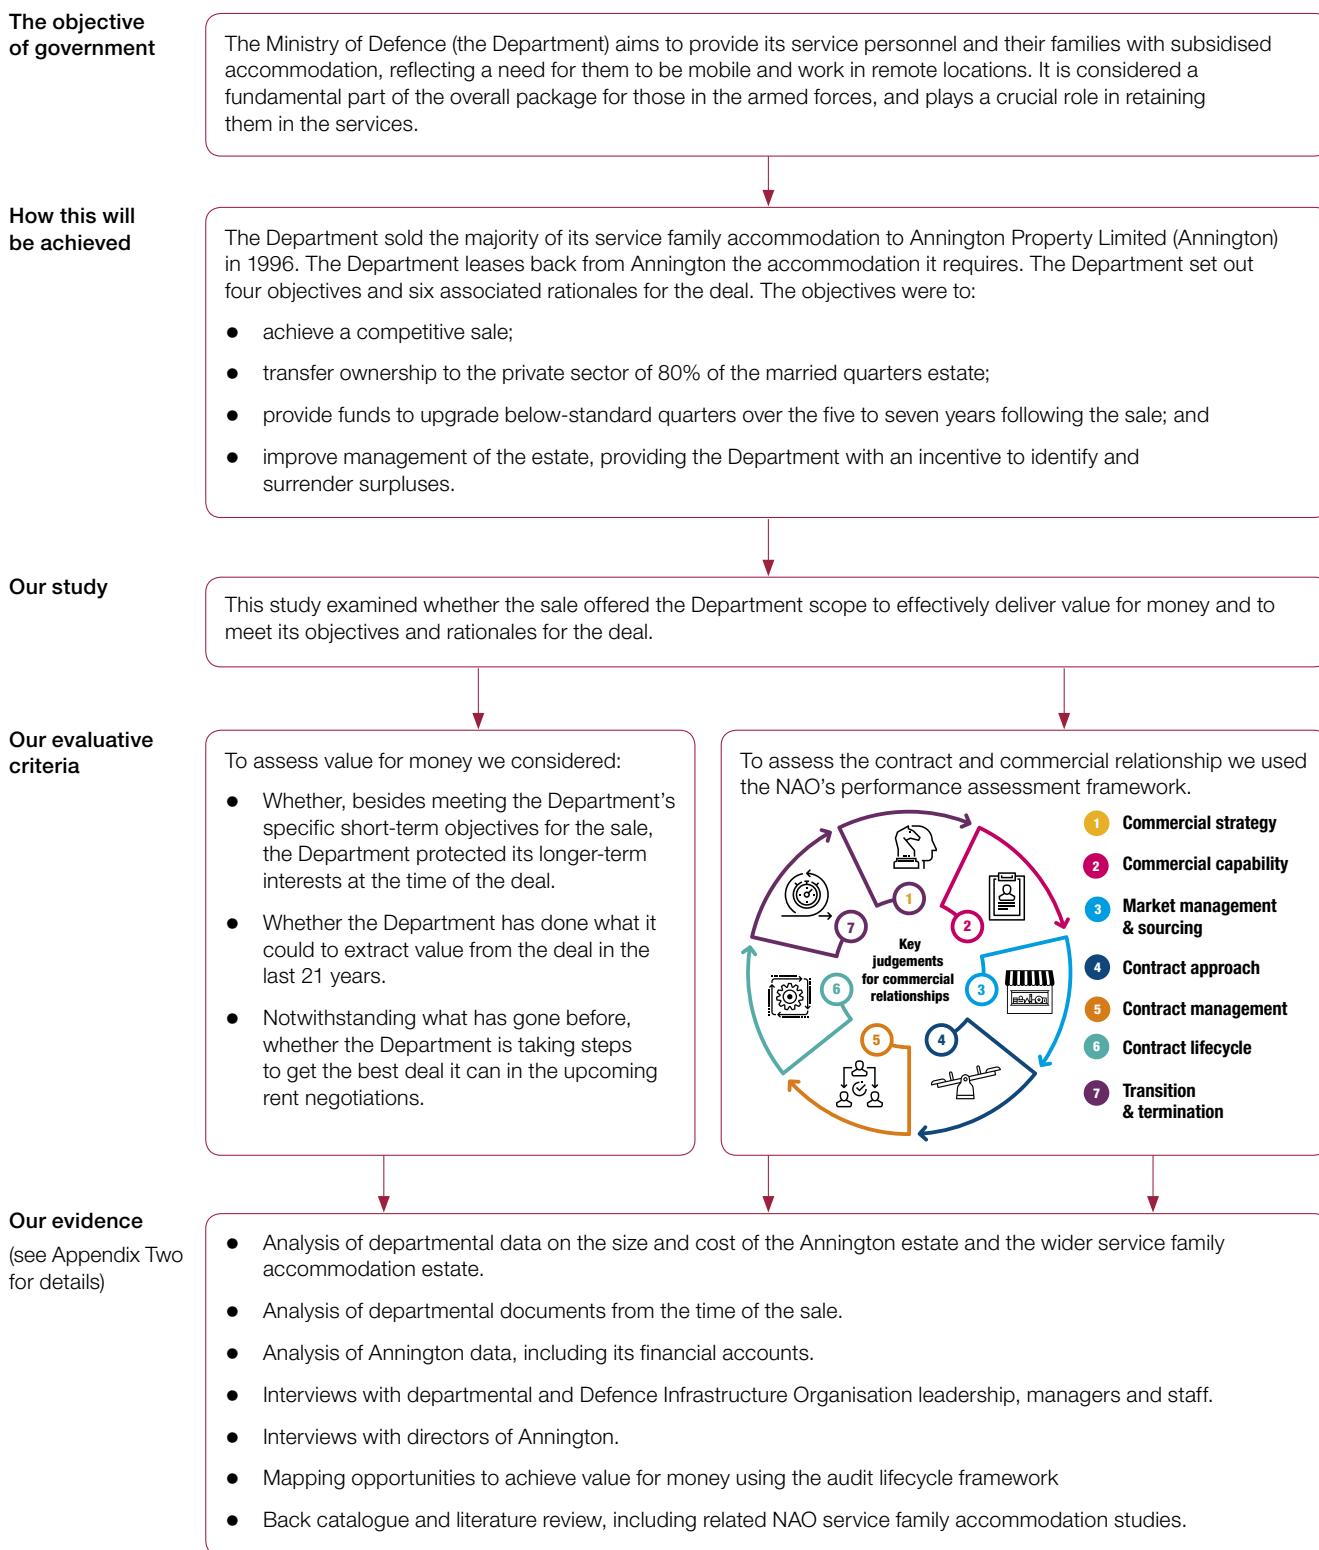 The objective
of government
The Ministry of Defence (the Department) aims to provide its service personnel and their families with subsidised
accommodation, reflecting a need for them to be mobile and work in remote locations. It is considered a
fundamental part of the overall package for those in the armed forces, and plays a crucial role in retaining
them in the services.
How this will
be achieved
The Department sold the majority of its service family accommodation to Annington Property Limited (Annington)
in 1996. The Department leases back from Annington the accommodation it requires. The Department set out
four objectives and six associated rationales for the deal. The objectives were to:
● achieve a competitive sale;
● transfer ownership to the private sector of 80% of the married quarters estate;
● provide funds to upgrade below-standard quarters over the five to seven years following the sale; and
● improve management of the estate, providing the Department with an incentive to identify and
surrender surpluses.
Our study
This study examined whether the sale offered the Department scope to effectively deliver value for money and to
meet its objectives and rationales for the deal.
Our evaluative
criteria
To assess value for money we considered:
● Whether, besides meeting the Department's
specific short-term objectives for the sale,
the Department protected its longer-term
interests at the time of the deal.
● Whether the Department has done what it
could to extract value from the deal in the
last 21 years.
● Notwithstanding what has gone before,
whether the Department is taking steps
to get the best deal it can in the upcoming
rent negotiations.
To assess the contract and commercial relationship we used
the NAO's performance assessment framework.
1
2
3
4
5
6
7
Key
judgements
for commercial
relationships
1 Commercial strategy
2 Commercial capability
3 Market management
& sourcing
4 Contract approach
5 Contract management
6 Contract lifecycle
7 Transition
& termination
Our evidence
(see Appendix Two
for details)
● Analysis of departmental data on the size and cost of the Annington estate and the wider service family
accommodation estate.
● Analysis of departmental documents from the time of the sale.
● Analysis of Annington data, including its financial accounts.
● Interviews with departmental and Defence Infrastructure Organisation leadership, managers and staff.
● Interviews with directors of Annington.
● Mapping opportunities to achieve value for money using the audit lifecycle framework
● Back catalogue and literature review, including related NAO service family accommodation studies.